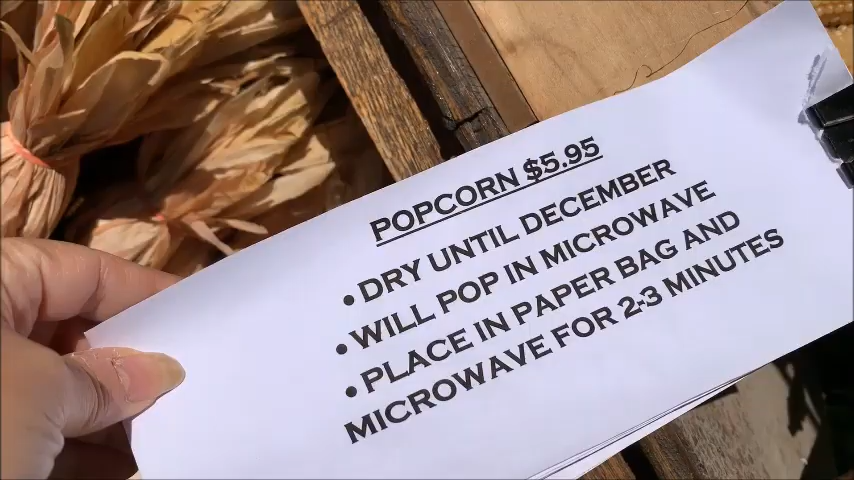 POPCORN $5.95
•DRY UNTIL DECEMBER
•WILL POP IN MICROWAVE
•PLACE IN PAPER BAG AND
MICROWAVE FOR 2-3 MINUTES